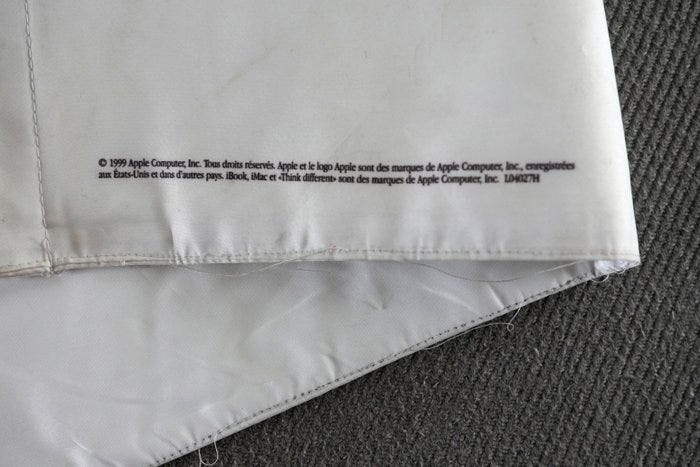 © 1999 Apple Computer, Inc. Tous droits réservés. Apple et le logo Apple sont des marques de Apple Computer, Inc., enregistrées
aux États-Unis et dans d'autres pays. iBook, iMac et «Think different» sont des marques de Apple Computer, Inc. L04027H